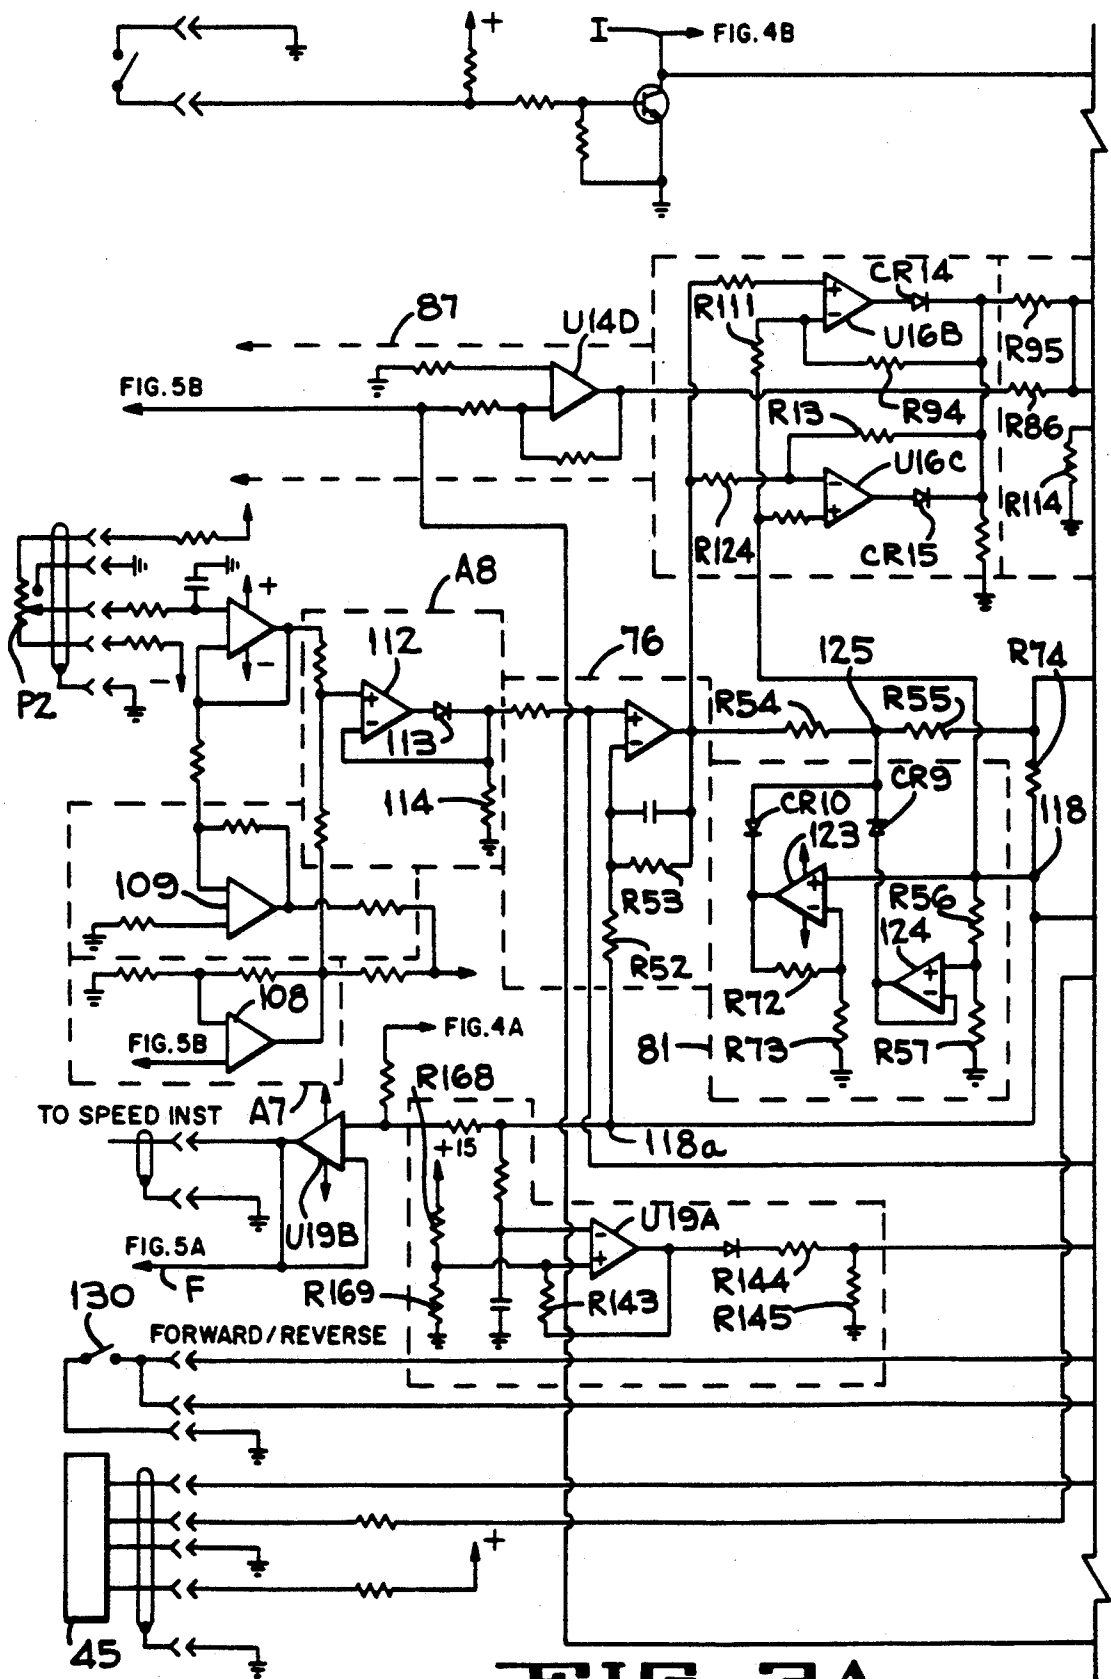 +
I
FIG. 4B
CR14
87
U14D
R111
+
-
U16B
R95
FIG. 5B
R13
R94
R86
U16C
-
+
R114
R124
CR15
A8
+
112
76
125
R74
-
P2
-
+
-
113
+
-
R54
R55
114
CR10
CR9
123
118
+
-
109
R53
R56
124
R52
+
-
R72
108
FIG. 5B
FIG. 4A
81
R73
R57
R168
A7
TO SPEED INST
+15
118a
U19B
U19A
-
+
FIG. 5A
F
R144
130
R169
R143
R145
FORWARD/REVERSE
+
45